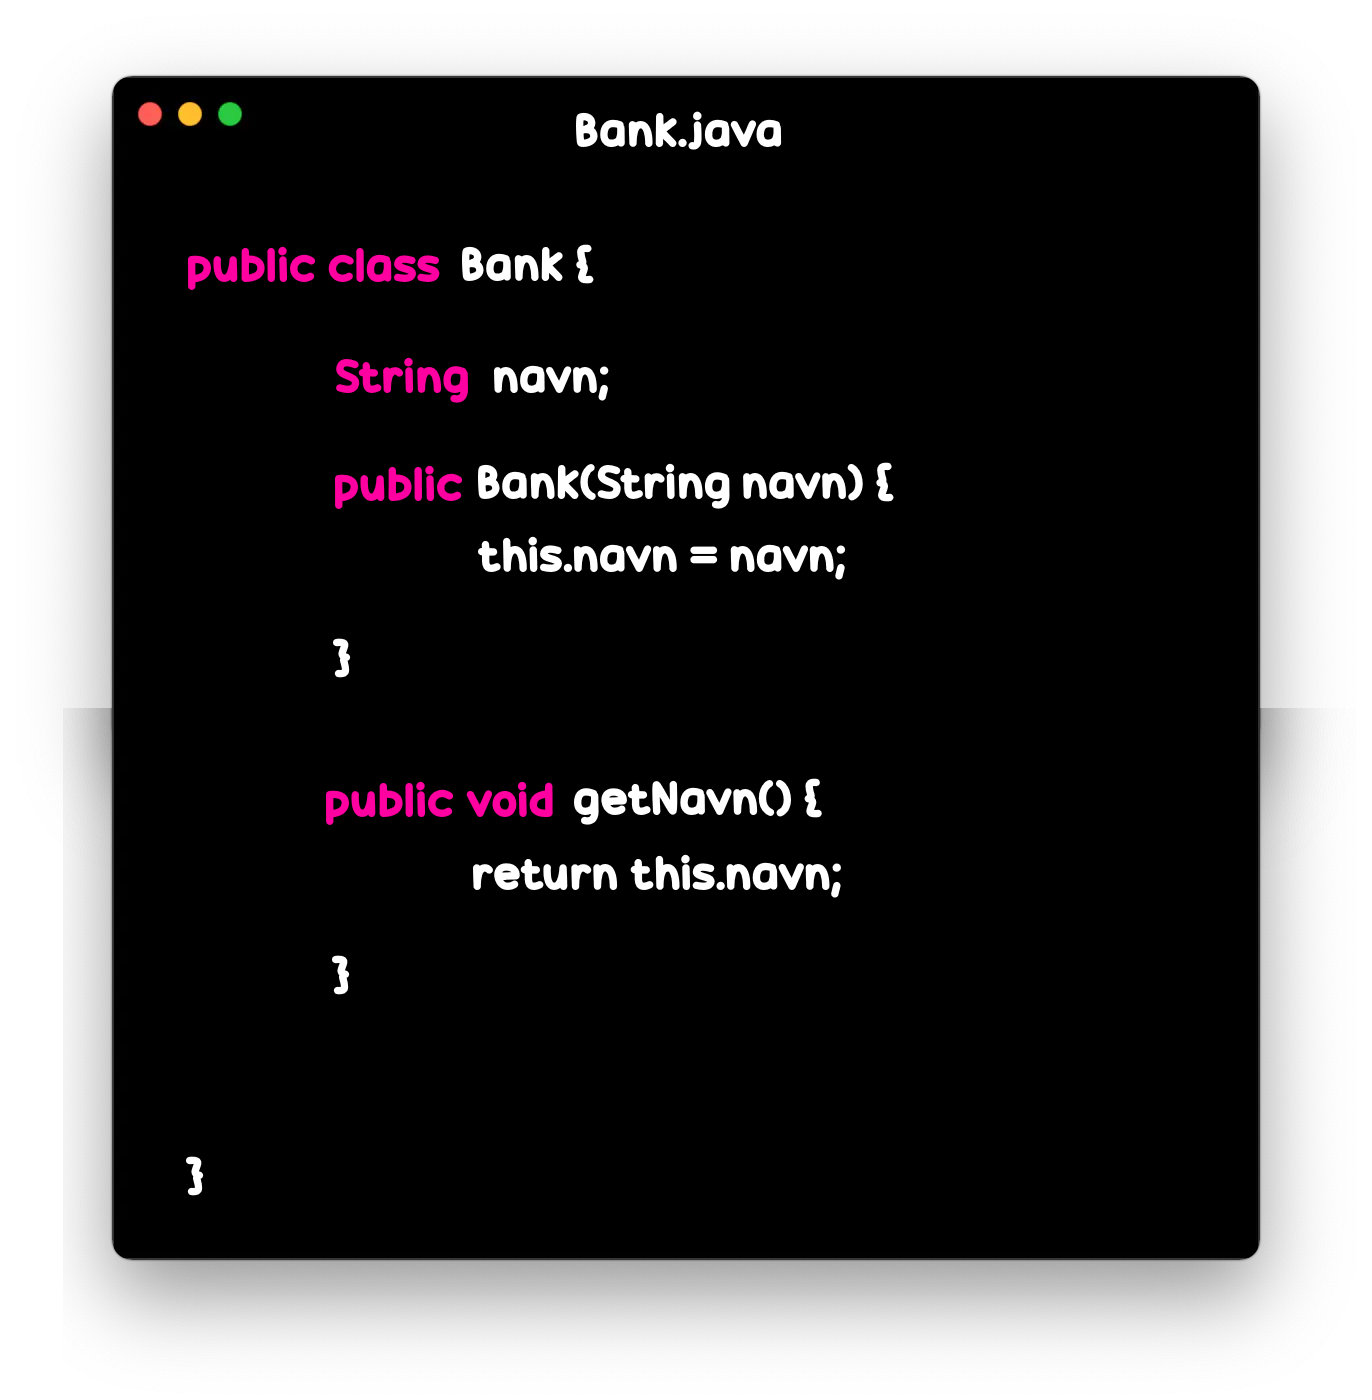 Bank.java
public class Bank {
String navn;
public Bank(String navn) {
this.navn = navn;
}
public void getNavn() {
return this.navn;
}
}